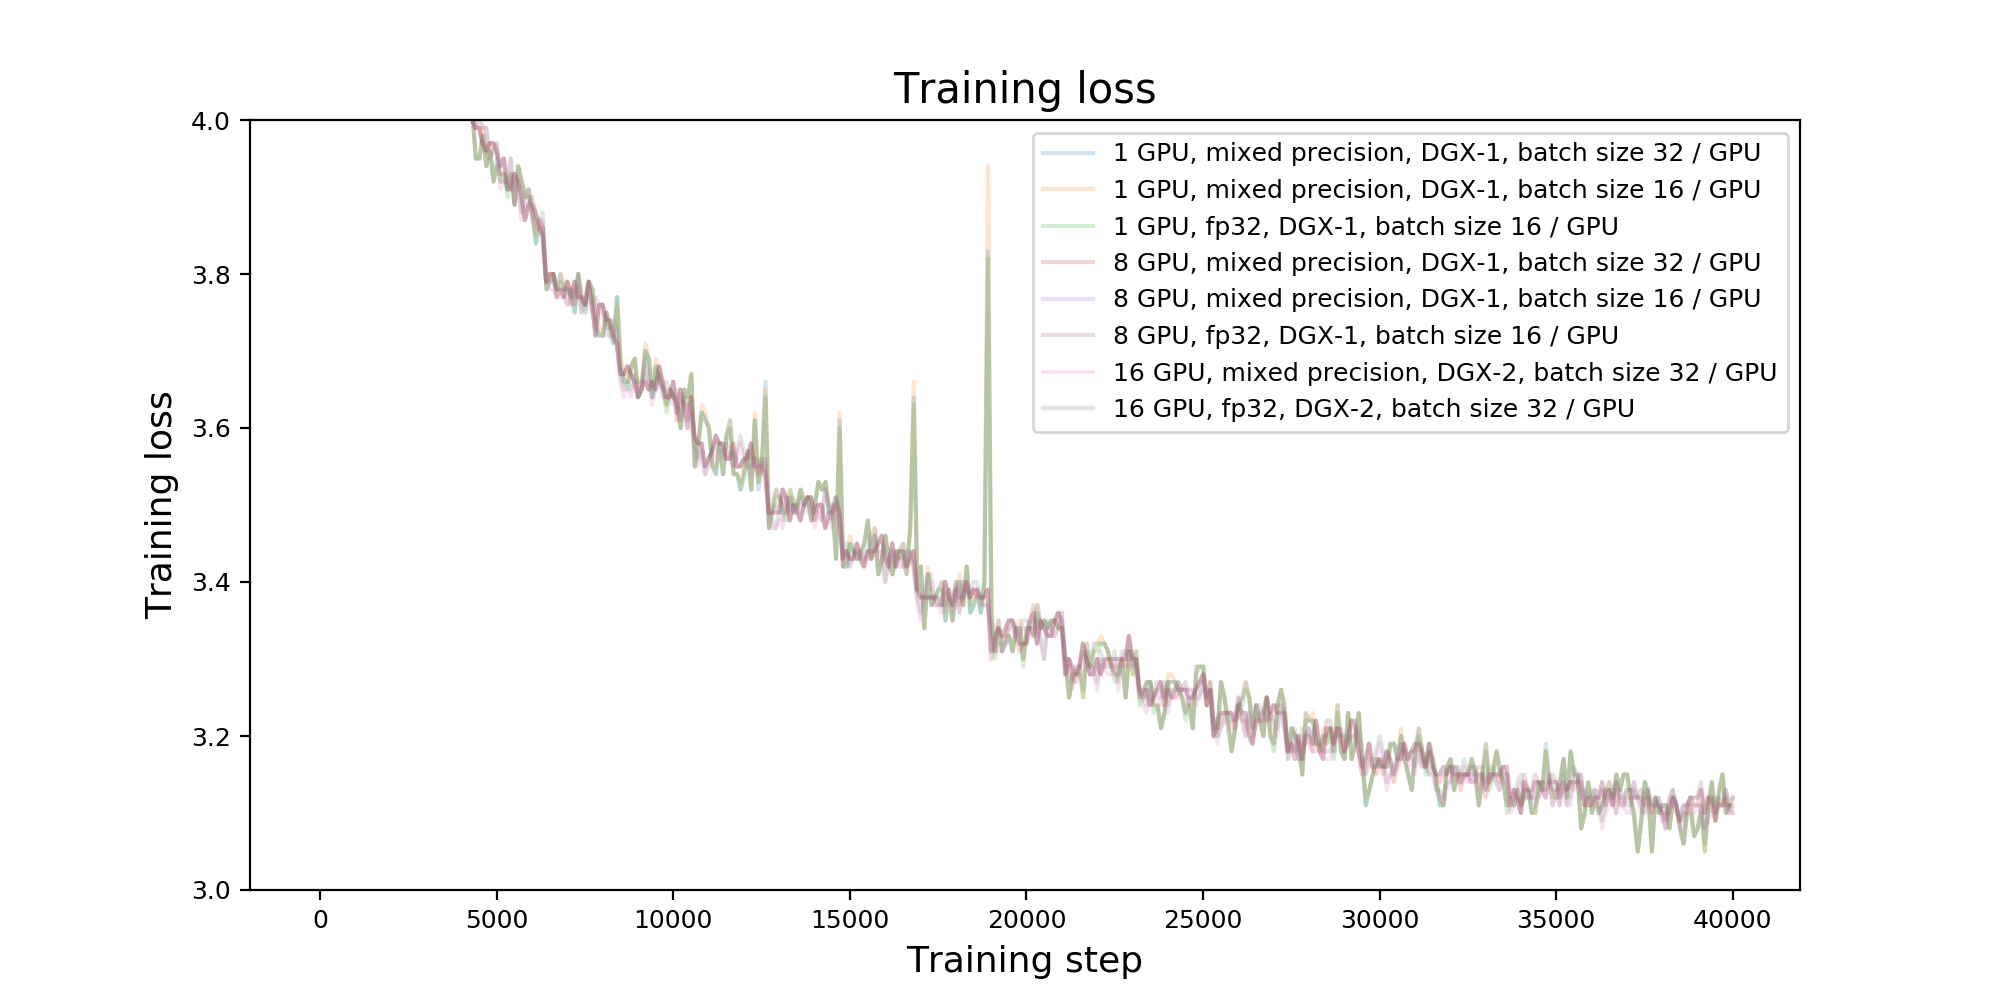 Training loss
4.0
3.8
3.6
3.4
3.2
3.0
Training loss
1 GPU, mixed precision, DGX-1, batch size 32 / GPU
1 GPU, mixed precision, DGX-1, batch size 16 / GPU
1 GPU, fp32, DGX-1, batch size 16 / GPU
8 GPU, mixed precision, DGX-1, batch size 32 / GPU
8 GPU, mixed precision, DGX-1, batch size 16 / GPU
8 GPU, fp32, DGX-1, batch size 16 / GPU
16 GPU, mixed precision, DGX-2, batch size 32 / GPU
16 GPU, fp32, DGX-2, batch size 32 / GPU
0 5000 10000 15000 20000 25000 30000 35000 40000
Training step